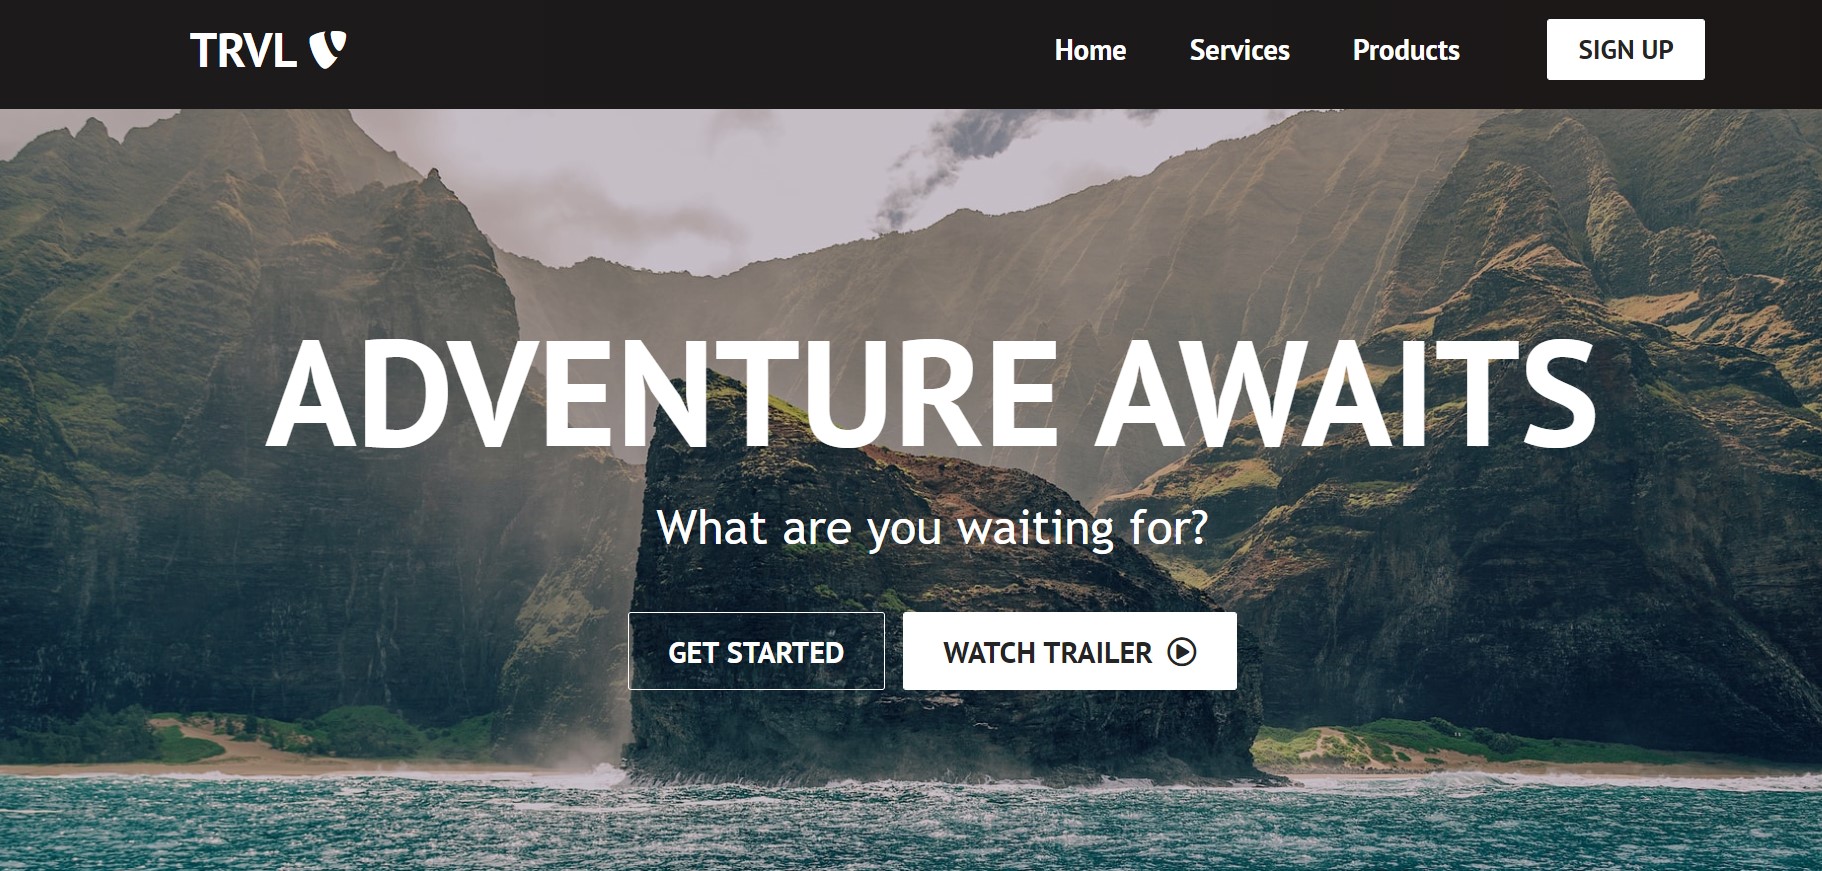 TRVL
Home Services Products SIGN UP
ADVENTURE AWAITS
What are you waiting for?
GET STARTED WATCH TRAILER